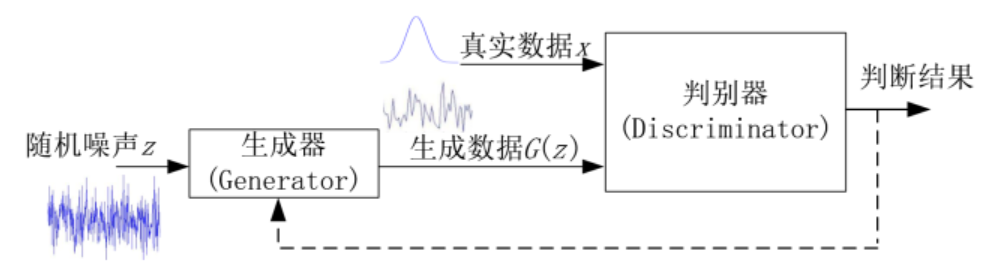 真实数据x
判别器
(Discriminator)
判断结果
随机噪声z
生成器
(Generator)
生成数据G(z)